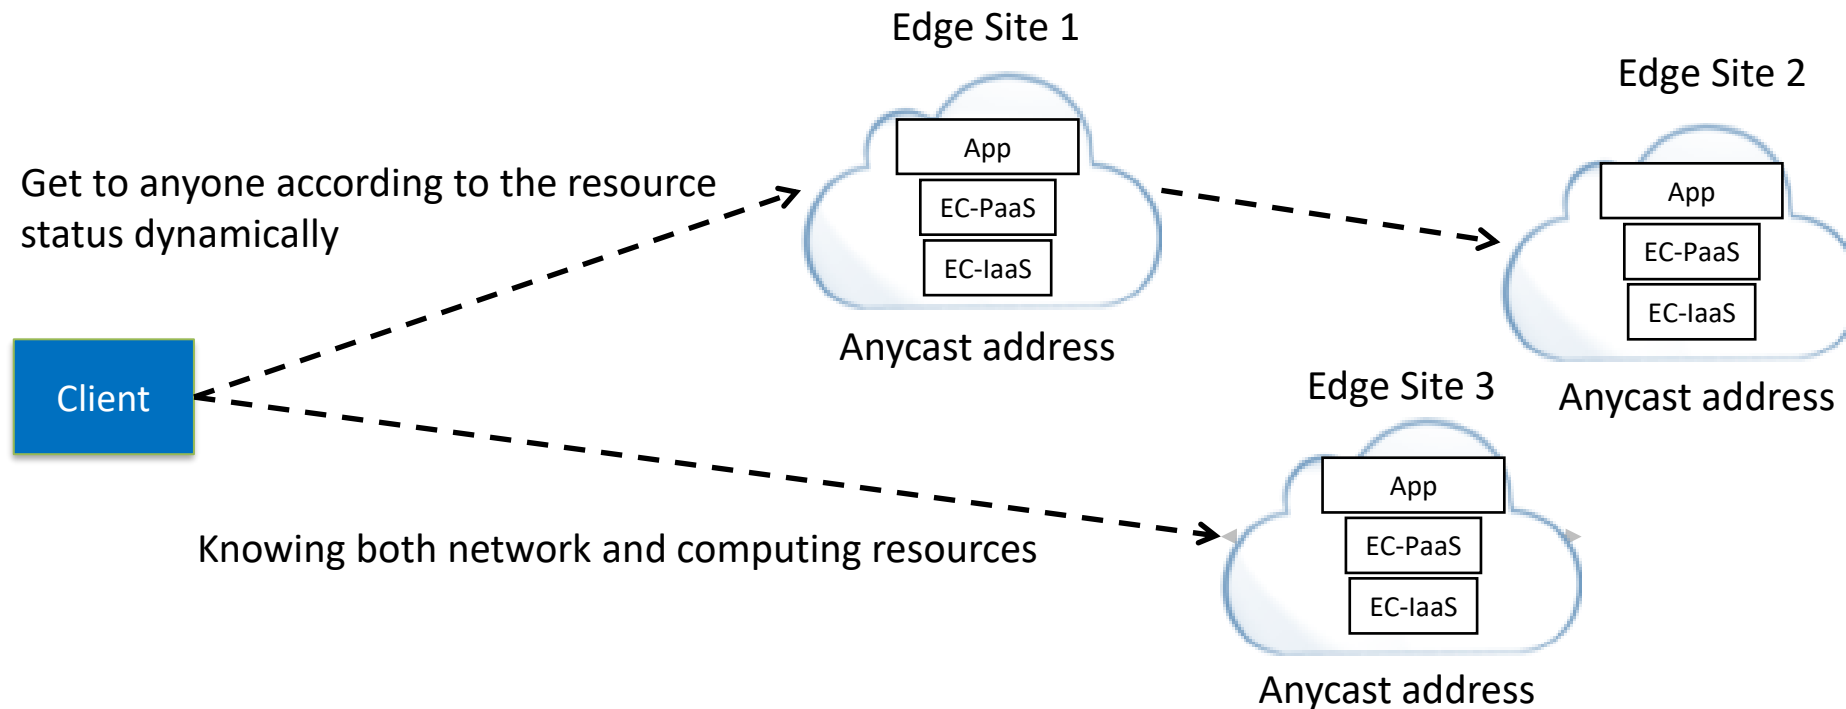 Edge Site 1
App
EC-PaaS
EC-IaaS
Anycast address
Edge Site 2
App
EC-PaaS
EC-IaaS
Anycast address
Get to anyone according to the resource
status dynamically
Client
Knowing both network and computing resources
Edge Site 3
App
EC-PaaS
EC-IaaS
Anycast address